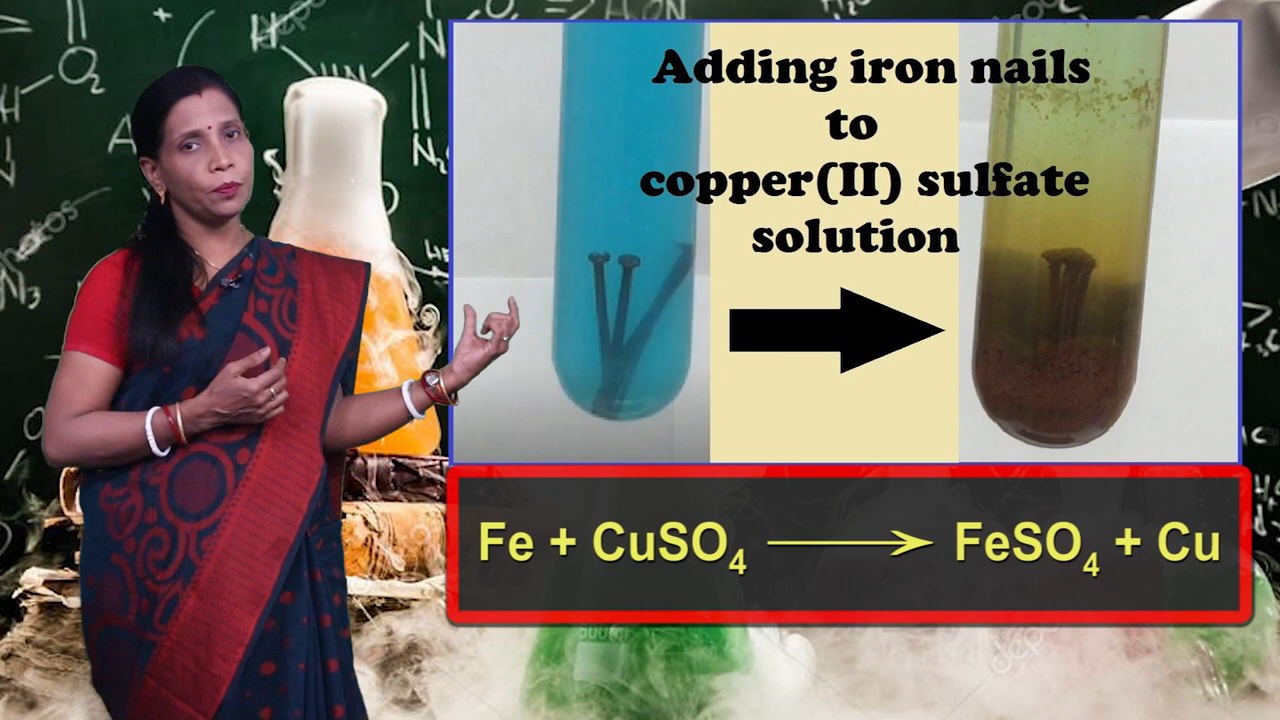 Adding iron nails
to
copper(II) sulfate
solution
Fe + CuSO₄ ⟶ FeSO₄ + Cu